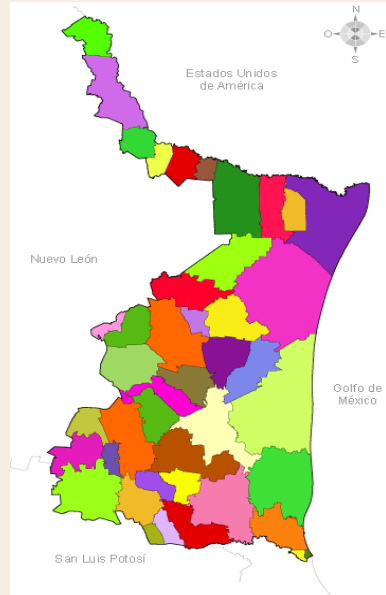 N
O
E
S
Estados Unidos
de América
Nuevo León
Golfo de
México
San Luis Potosí